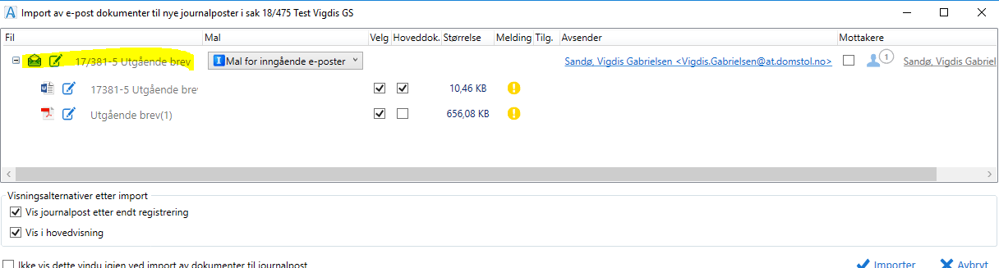 Import av e-post dokumenter til nye journalposter i sak 18/475 Test Vigdis GS
Fil Mal Velg Hoveddok. Størrelse Melding Tilg. Avsender Mottakere
17/381-5 Utgående brev Mal for inngående e-poster Sandø, Vigdis Gabrielsen <Vigdis.Gabrielsen@at.domstol.no> 1 Sandø, Vigdis Gabriel
17381-5 Utgående brev 10,46 KB
Utgående brev(1) 656,08 KB
Visningsalternativer etter import
Vis journalpost etter endt registrering
Vis i hovedvisning
Ikke vis dette vindu igjen ved import av dokumenter til journalpost Importer Avbryt